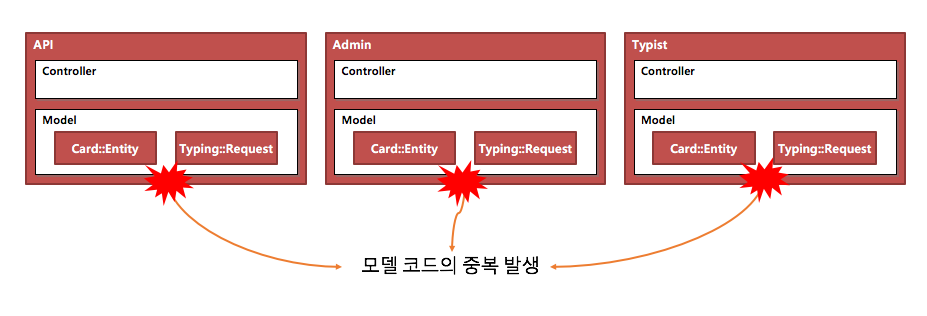 API
Controller
Model
Card::Entity
Typing::Request
Admin
Controller
Model
Card::Entity
Typing::Request
Typist
Controller
Model
Card::Entity
Typing::Request
모델 코드의 중복 발생